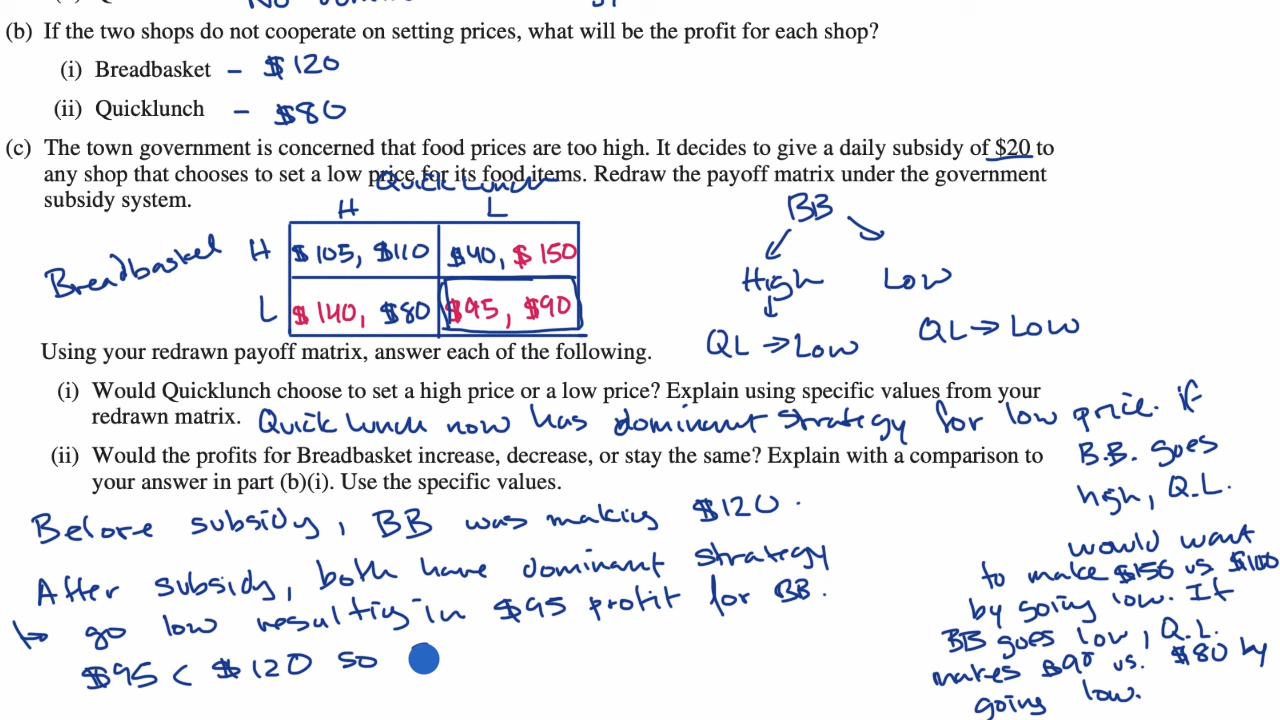 (b) If the two shops do not cooperate on setting prices, what will be the profit for each shop?
(i) Breadbasket - $120
(ii) Quicklunch - $80
(c) The town government is concerned that food prices are too high. It decides to give a daily subsidy of $20 to
any shop that chooses to set a low price for its food items. Redraw the payoff matrix under the government
subsidy system.
Quick Lunch
H L
Breadbasket
H $105, $110 $40, $150
L $140, $80 $95, $90
BB
High Low
QL → Low QL → Low
Using your redrawn payoff matrix, answer each of the following.
(i) Would Quicklunch choose to set a high price or a low price? Explain using specific values from your
redrawn matrix. Quick lunch now has dominant strategy for low price. If
B.B. goes
high, Q.L.
would want
to make $150 vs $100
by going low. If
BB goes low, Q.L.
makes $90 vs. $80 by
going low.
(ii) Would the profits for Breadbasket increase, decrease, or stay the same? Explain with a comparison to
your answer in part (b)(i). Use the specific values.
Before subsidy, BB was making $120.
After subsidy, both have dominant strategy
to go low resulting in $95 profit for BB.
$95 < $120 so